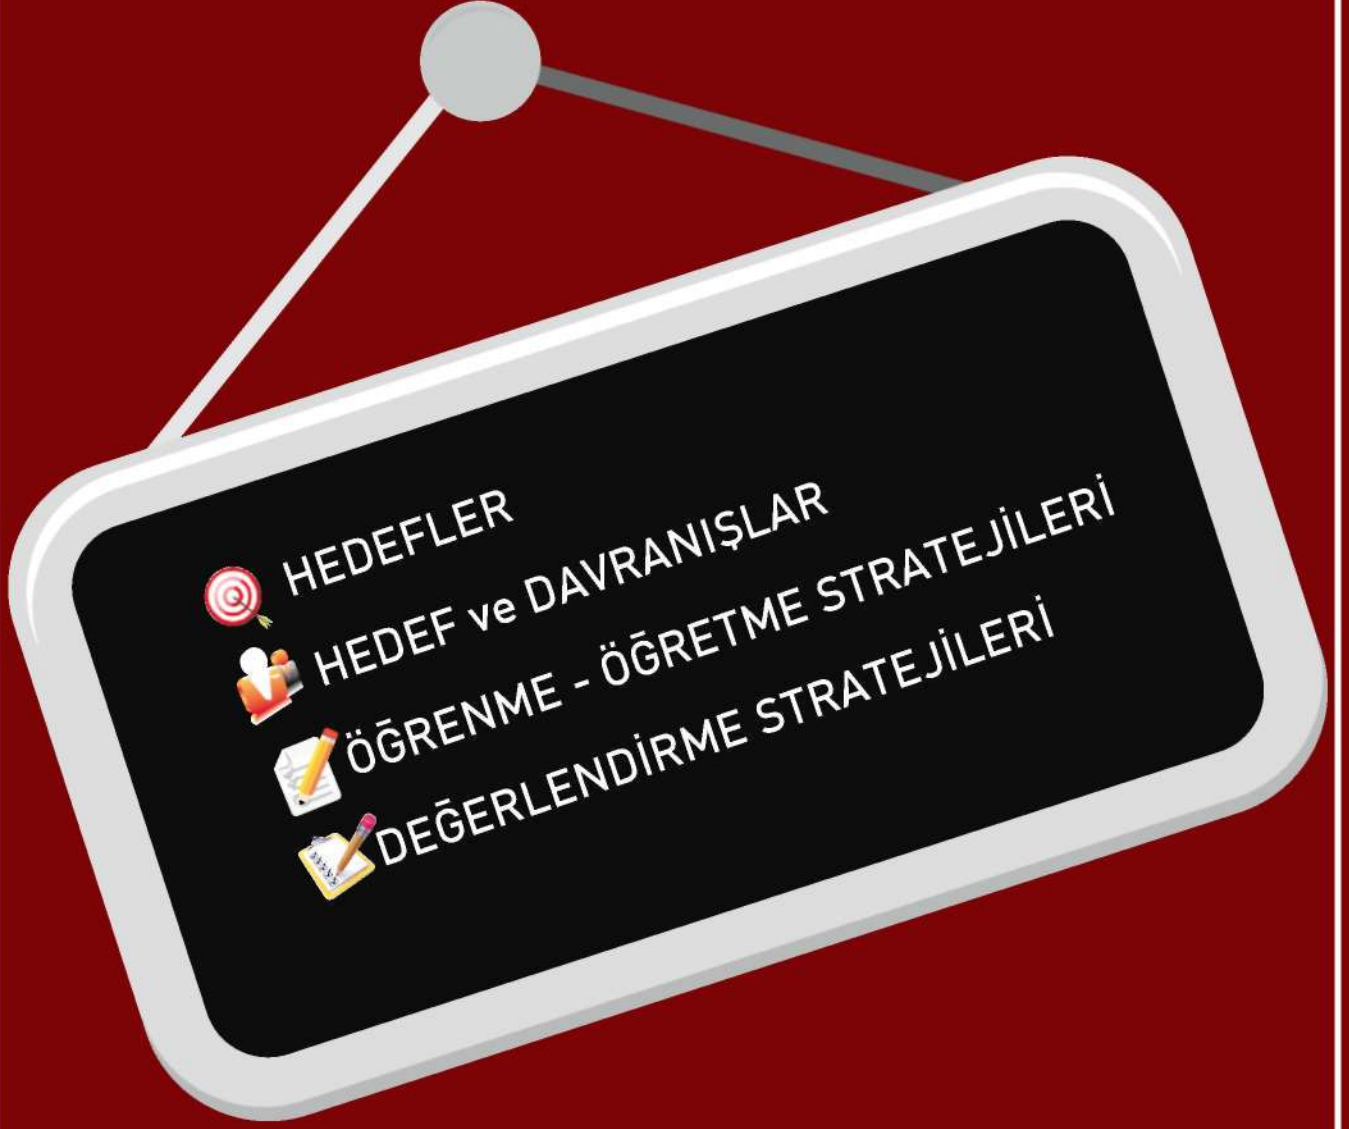 HEDEFLER
HEDEF ve DAVRANIŞLAR
ÖĞRENME - ÖĞRETME STRATEJİLERİ
DEĞERLENDİRME STRATEJİLERİ